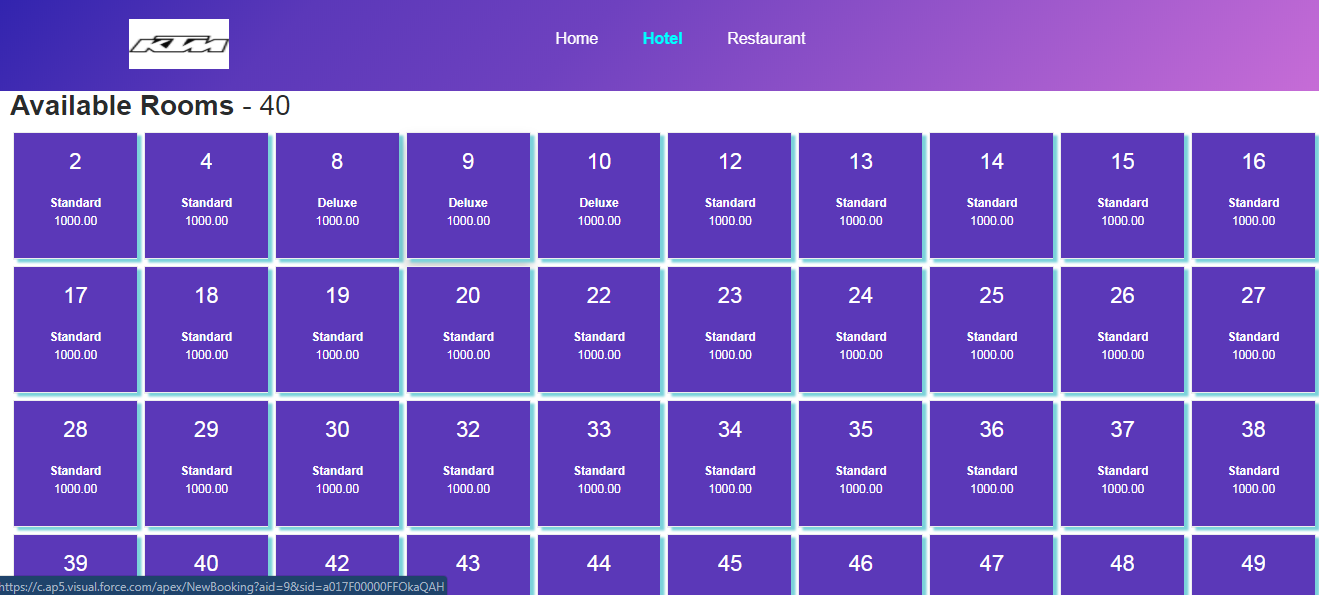 KTM
Home Hotel Restaurant
Available Rooms - 40
2 4 8 9 10 12 13 14 15 16
Standard Standard Deluxe Deluxe Deluxe Standard Standard Standard Standard Standard
1000.00 1000.00 1000.00 1000.00 1000.00 1000.00 1000.00 1000.00 1000.00 1000.00
17 18 19 20 22 23 24 25 26 27
Standard Standard Standard Standard Standard Standard Standard Standard Standard Standard
1000.00 1000.00 1000.00 1000.00 1000.00 1000.00 1000.00 1000.00 1000.00 1000.00
28 29 30 32 33 34 35 36 37 38
Standard Standard Standard Standard Standard Standard Standard Standard Standard Standard
1000.00 1000.00 1000.00 1000.00 1000.00 1000.00 1000.00 1000.00 1000.00 1000.00
39 40 42 43 44 45 46 47 48 49
https://c.ap5.visual.force.com/apex/NewBooking?aid=9&sid=a017F00000FFOkaQAH